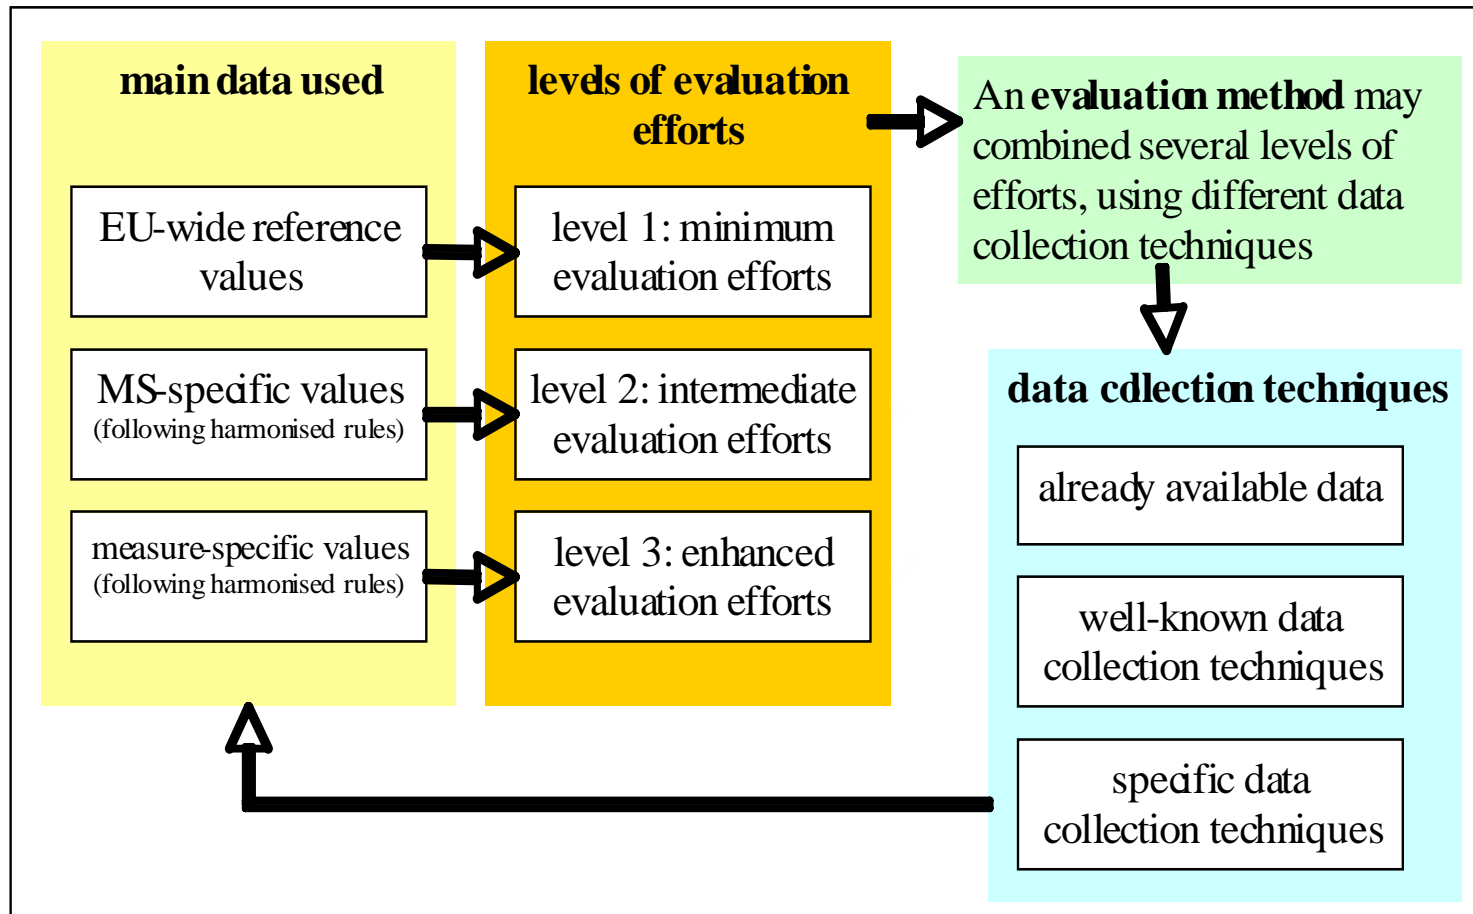 main data used
EU-wide reference
values
MS-specific values
(following harmonised rules)
measure-specific values
(following harmonised rules)
levels of evaluation
efforts
level 1: minimum
evaluation efforts
level 2: intermediate
evaluation efforts
level 3: enhanced
evaluation efforts
An evaluation method may
combined several levels of
efforts, using different data
collection techniques
data collection techniques
already available data
well-known data
collection techniques
specific data
collection techniques